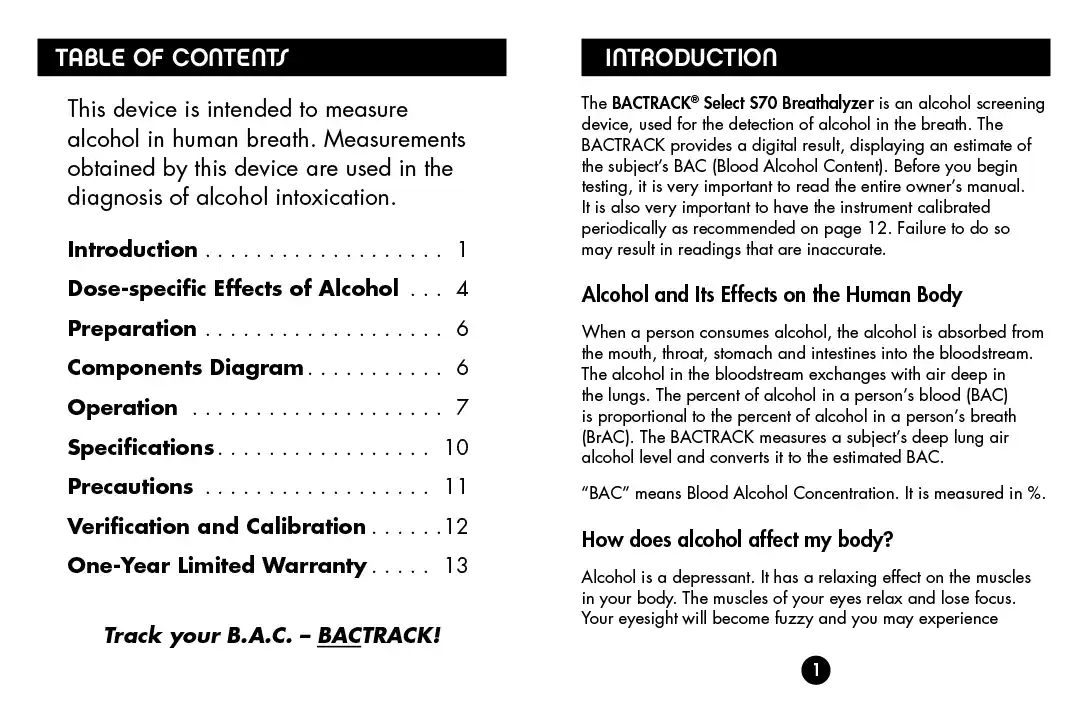 TABLE OF CONTENTS
This device is intended to measure
alcohol in human breath. Measurements
obtained by this device are used in the
diagnosis of alcohol intoxication.
Introduction . . . . . . . . . . . . . . . . . . . 1
Dose-specific Effects of Alcohol . . . 4
Preparation . . . . . . . . . . . . . . . . . . . 6
Components Diagram . . . . . . . . . . . 6
Operation . . . . . . . . . . . . . . . . . . . . 7
Specifications . . . . . . . . . . . . . . . . . 10
Precautions . . . . . . . . . . . . . . . . . . 11
Verification and Calibration . . . . . . 12
One-Year Limited Warranty . . . . . 13
Track your B.A.C. – BACTRACK!
INTRODUCTION
The BACTRACK® Select S70 Breathalyzer is an alcohol screening
device, used for the detection of alcohol in the breath. The
BACTRACK provides a digital result, displaying an estimate of
the subject’s BAC (Blood Alcohol Content). Before you begin
testing, it is very important to read the entire owner’s manual.
It is also very important to have the instrument calibrated
periodically as recommended on page 12. Failure to do so
may result in readings that are inaccurate.
Alcohol and Its Effects on the Human Body
When a person consumes alcohol, the alcohol is absorbed from
the mouth, throat, stomach and intestines into the bloodstream.
The alcohol in the bloodstream exchanges with air deep in
the lungs. The percent of alcohol in a person’s blood (BAC)
is proportional to the percent of alcohol in a person’s breath
(BrAC). The BACTRACK measures a subject’s deep lung air
alcohol level and converts it to the estimated BAC.
“BAC” means Blood Alcohol Concentration. It is measured in %.
How does alcohol affect my body?
Alcohol is a depressant. It has a relaxing effect on the muscles
in your body. The muscles of your eyes relax and lose focus.
Your eyesight will become fuzzy and you may experience
1